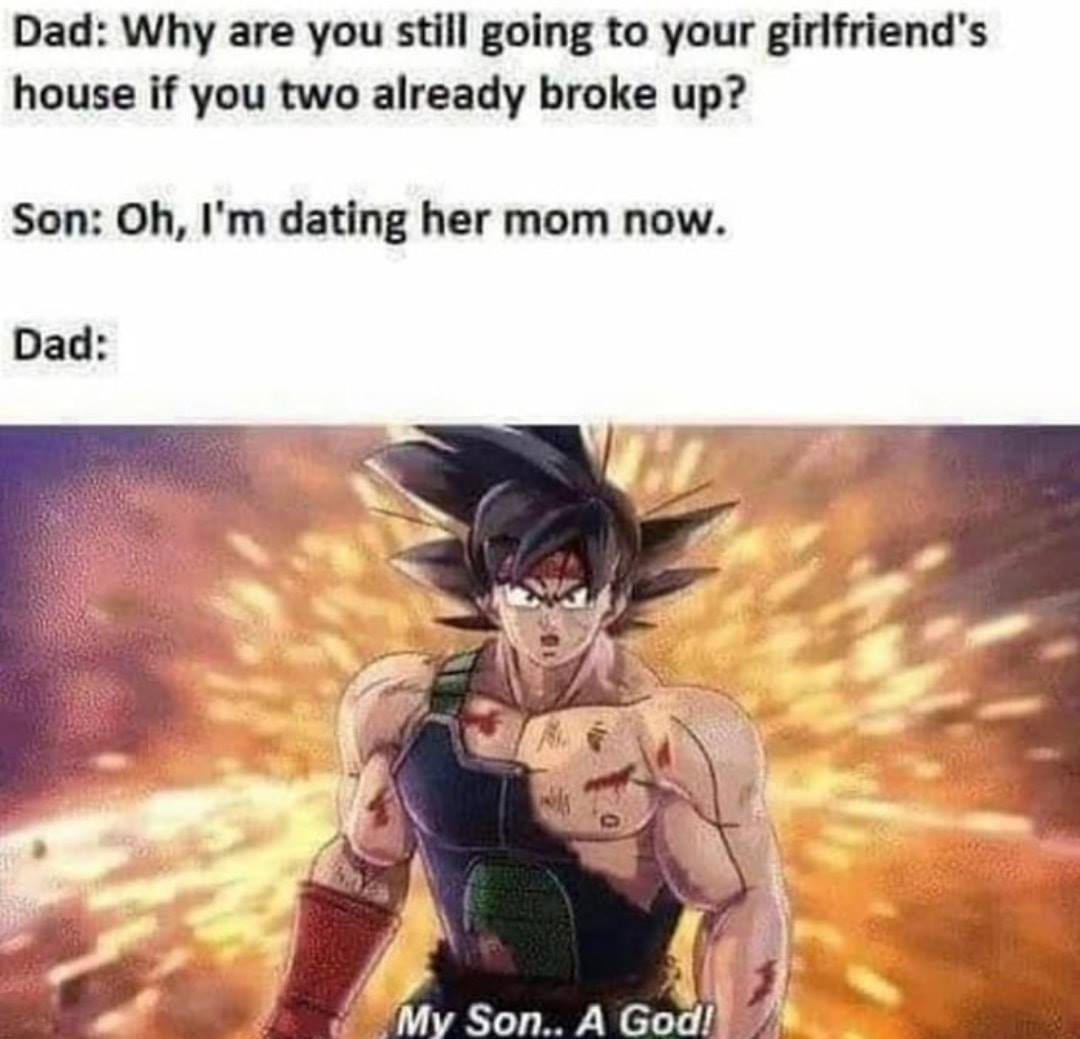 Dad: Why are you still going to your girlfriend's
house if you two already broke up?
Son: Oh, I'm dating her mom now.
Dad:
My Son.. A God!